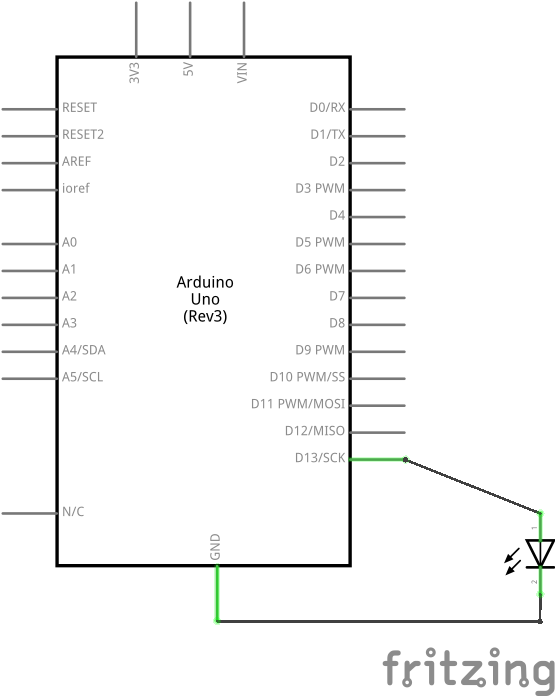 3V3
5V
VIN
RESET
RESET2
AREF
ioref
A0
A1
A2
A3
A4/SDA
A5/SCL
N/C
Arduino
Uno
(Rev3)
D0/RX
D1/TX
D2
D3 PWM
D4
D5 PWM
D6 PWM
D7
D8
D9 PWM
D10 PWM/SS
D11 PWM/MOSI
D12/MISO
D13/SCK
GND
1
2
fritzing